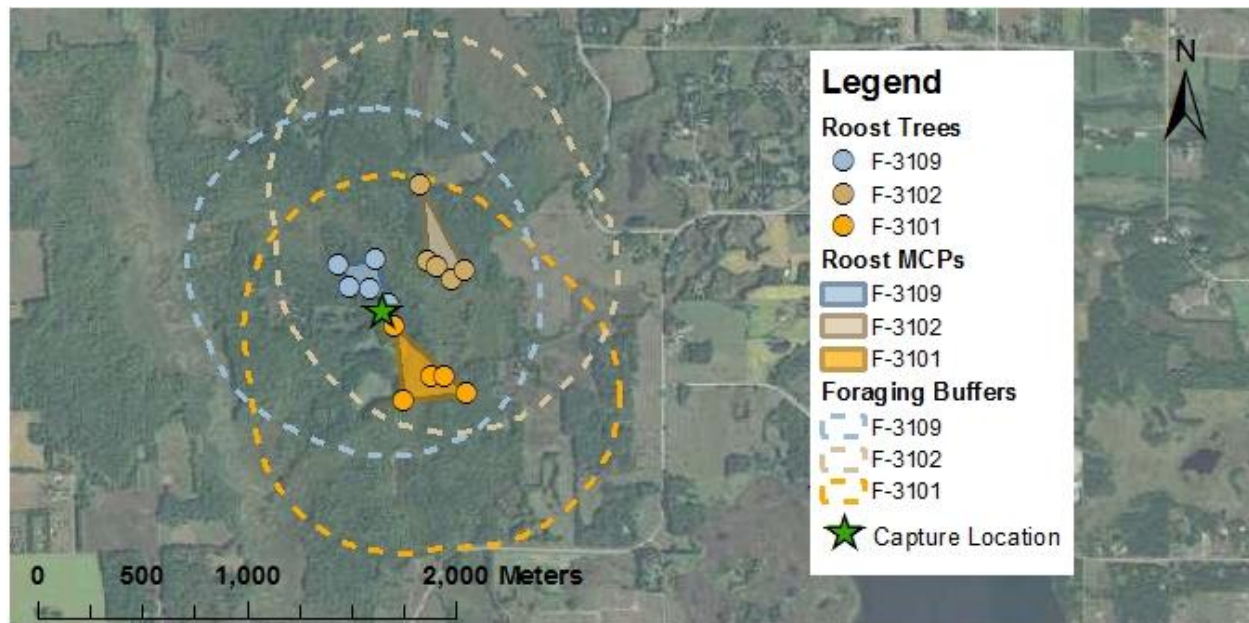 N
Legend
Roost Trees
F-3109
F-3102
F-3101
Roost MCPs
F-3109
F-3102
F-3101
Foraging Buffers
F-3109
F-3102
F-3101
Capture Location
0 500 1,000 2,000 Meters